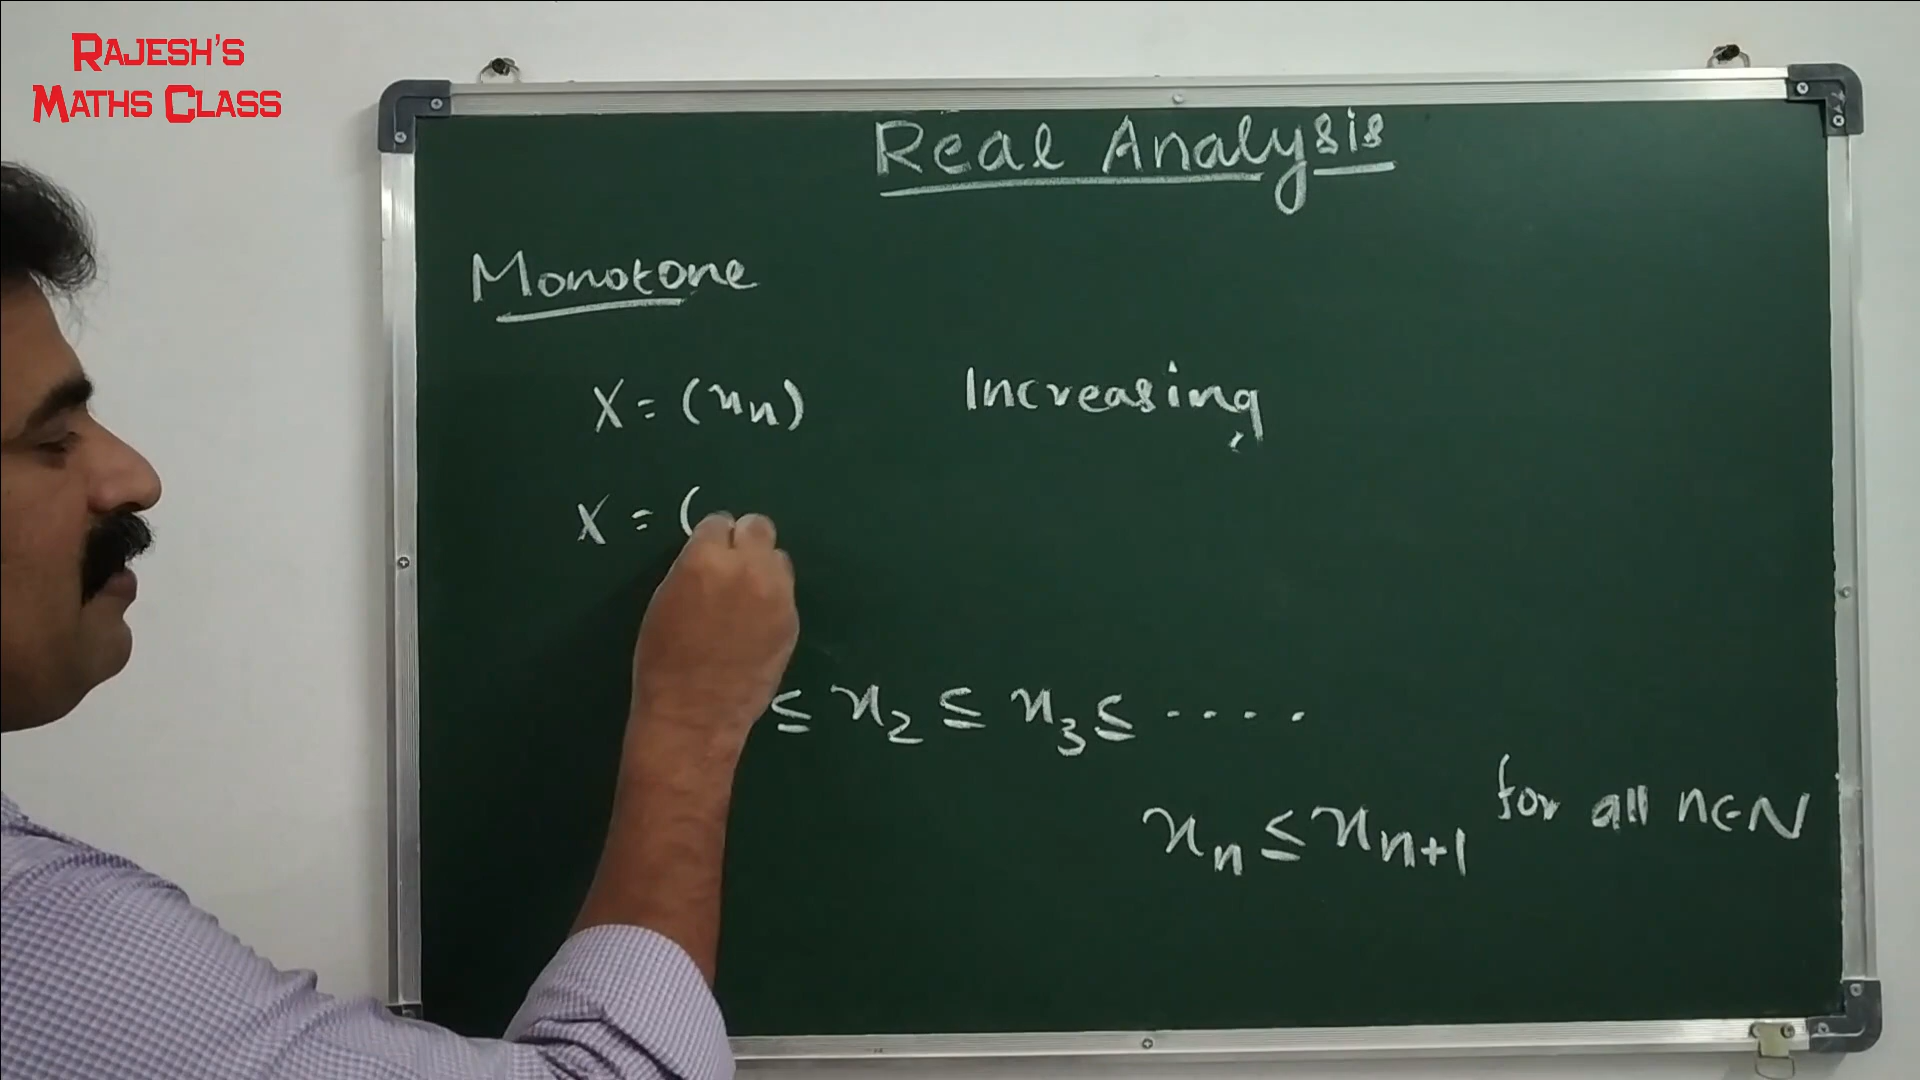 RAJESH'S
MATHS CLASS
Real Analysis
Monotone
X = (xn) Increasing
X = (
≤ x2 ≤ x3 ≤ ....
xn ≤ xn+1 for all n∈N